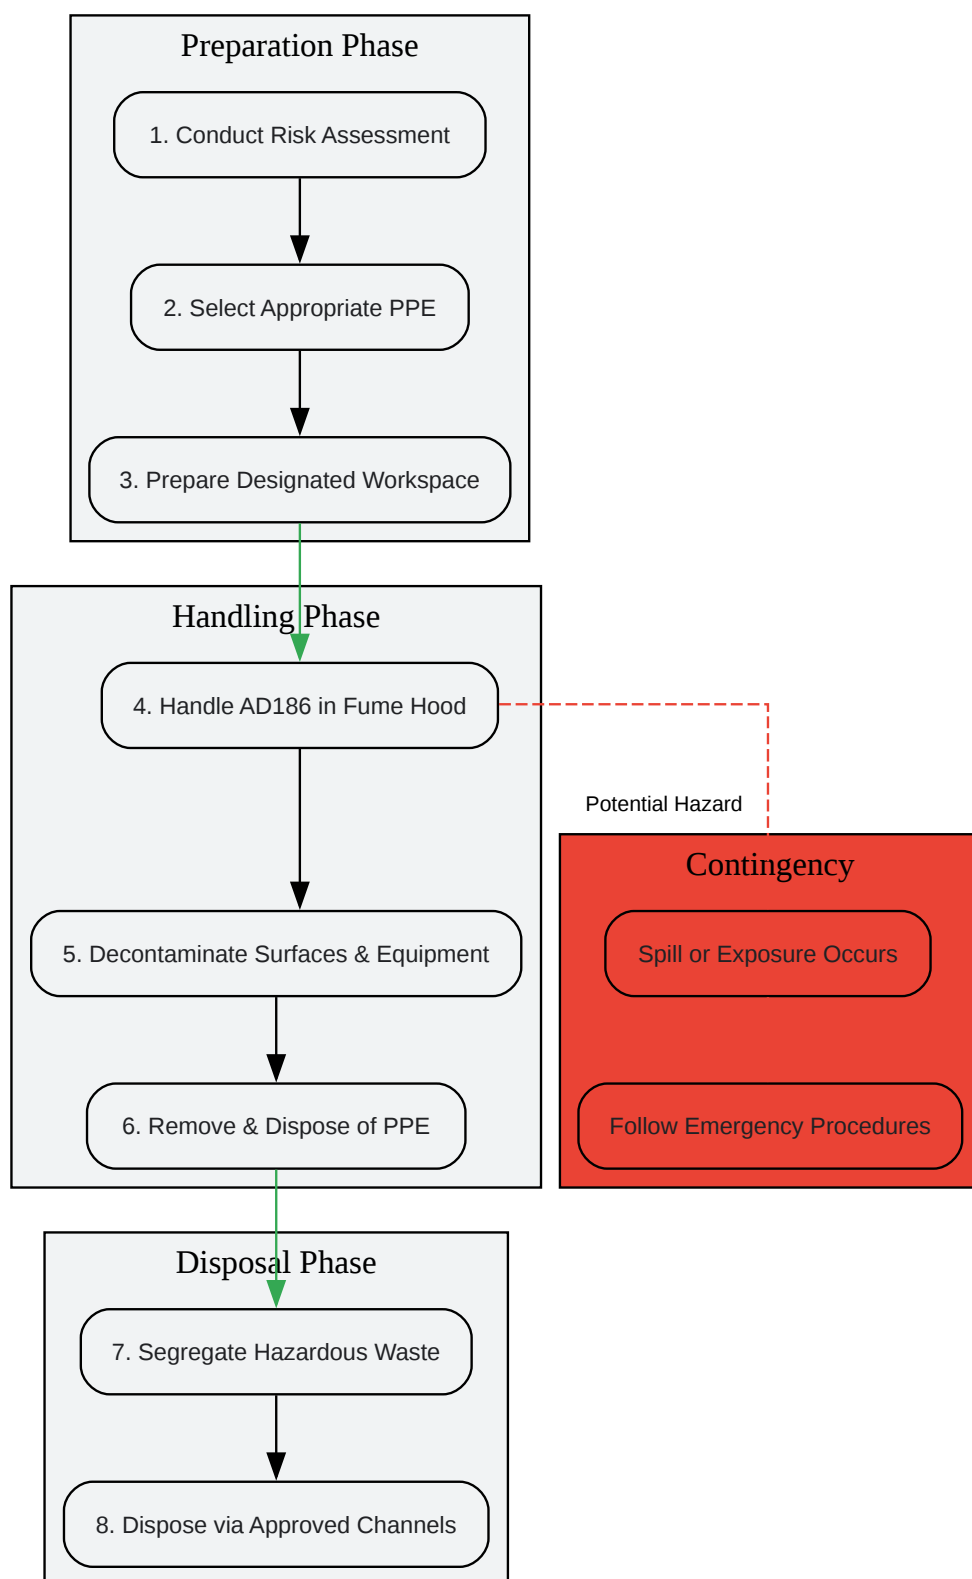 Preparation Phase
1. Conduct Risk Assessment
2. Select Appropriate PPE
3. Prepare Designated Workspace
Handling Phase
4. Handle AD186 in Fume Hood
Potential Hazard
Contingency
5. Decontaminate Surfaces & Equipment
Spill or Exposure Occurs
6. Remove & Dispose of PPE
Follow Emergency Procedures
Disposal Phase
7. Segregate Hazardous Waste
8. Dispose via Approved Channels